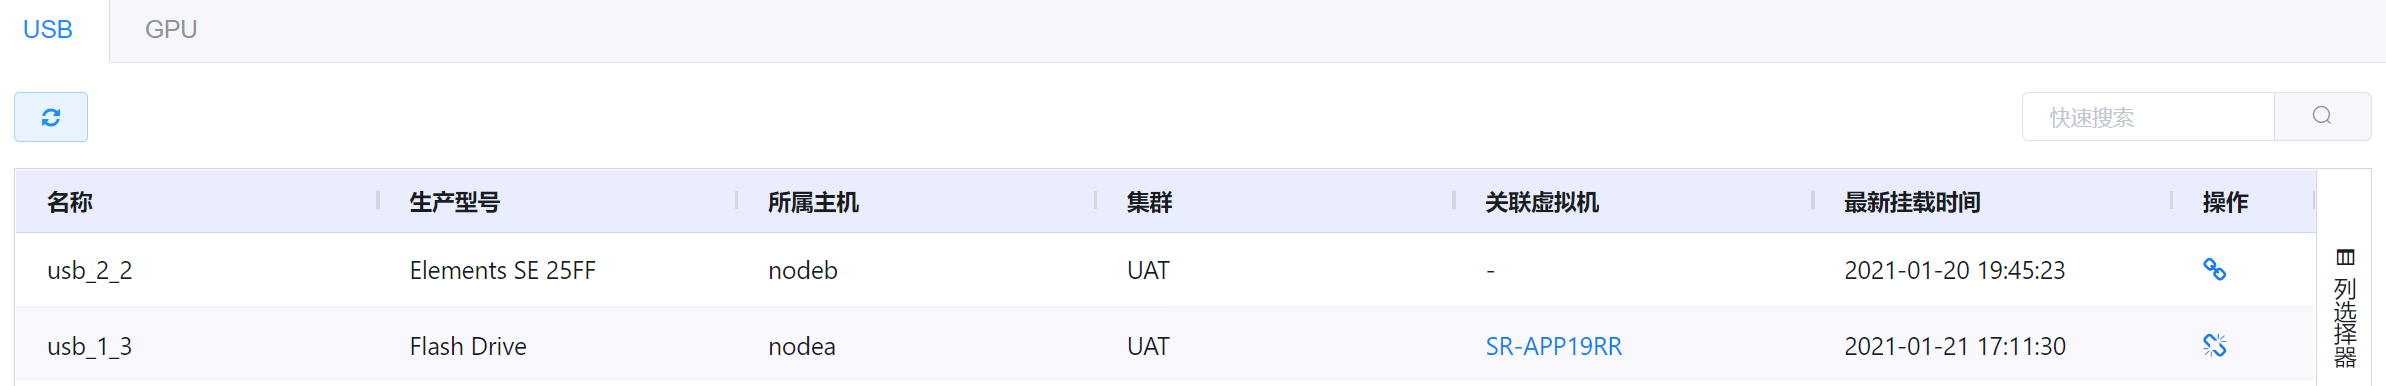 USB GPU
快速搜索
名称 生产型号 所属主机 集群 关联虚拟机 最新挂载时间 操作
usb_2_2 Elements SE 25FF nodeb UAT - 2021-01-20 19:45:23
usb_1_3 Flash Drive nodea UAT SR-APP19RR 2021-01-21 17:11:30
列选择器